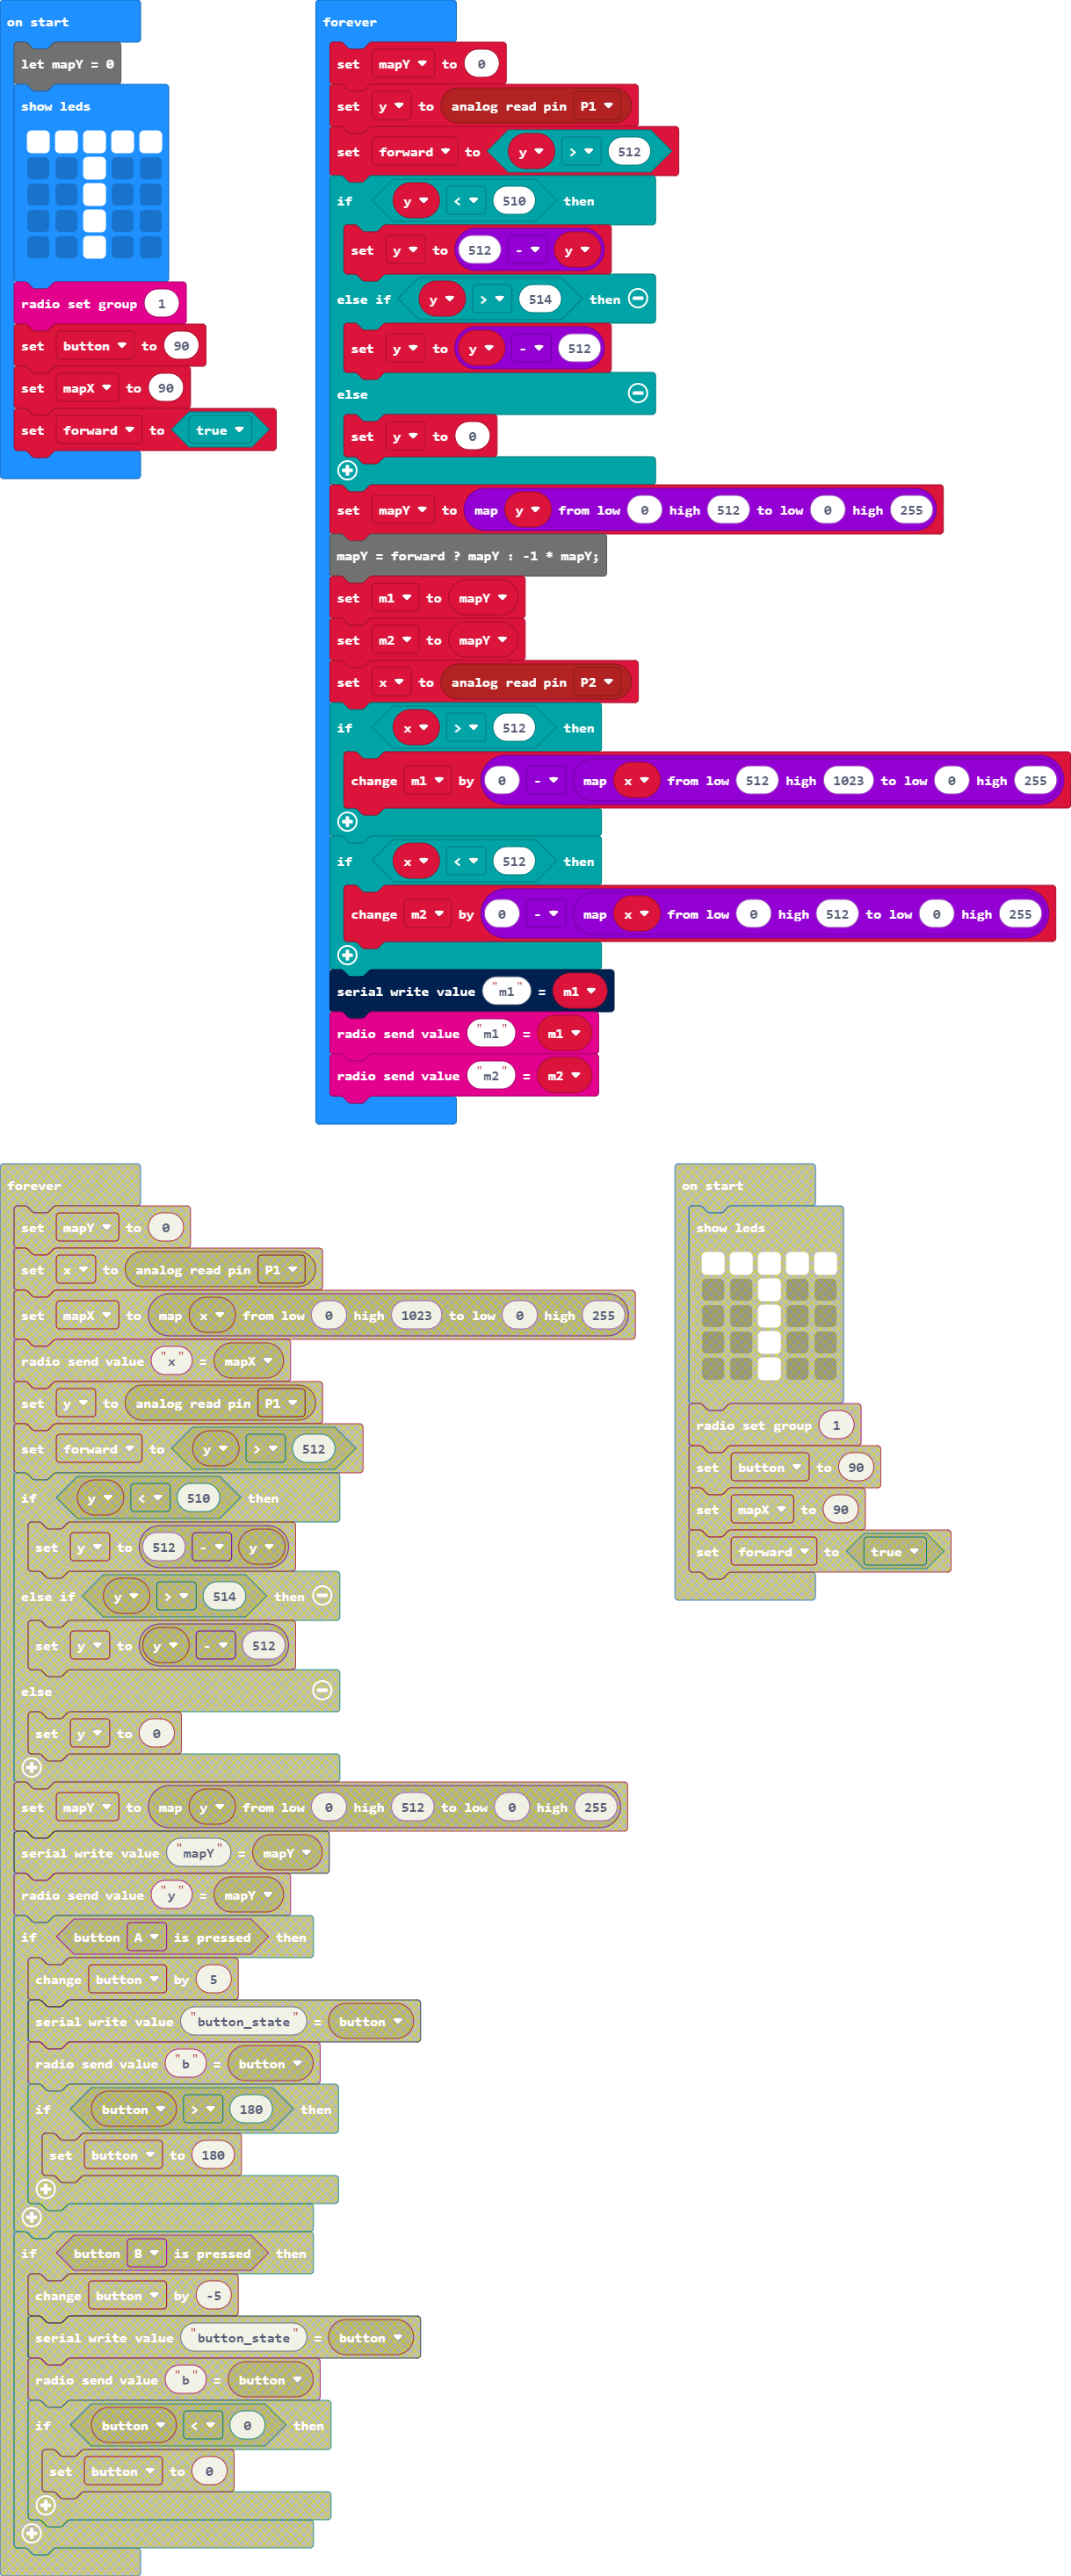 on start
let mapY = 0
show leds
radio set group 1
set button to 90
set mapX to 90
set forward to true
forever
set mapY to 0
set y to analog read pin P1
set forward to y > 512
if y < 510 then
set y to 512 - y
else if y > 514 then
set y to y - 512
else
set y to 0
set mapY to map y from low 0 high 512 to low 0 high 255
mapY = forward ? mapY : -1 * mapY;
set m1 to mapY
set m2 to mapY
set x to analog read pin P2
if x > 512 then
change m1 by 0 - map x from low 512 high 1023 to low 0 high 255
if x < 512 then
change m2 by 0 - map x from low 0 high 512 to low 0 high 255
serial write value "m1" = m1
radio send value "m1" = m1
radio send value "m2" = m2
forever
set mapY to 0
set x to analog read pin P1
set mapX to map x from low 0 high 1023 to low 0 high 255
radio send value "x" = mapX
set y to analog read pin P1
set forward to y > 512
if y < 510 then
set y to 512 - y
else if y > 514 then
set y to y - 512
else
set y to 0
set mapY to map y from low 0 high 512 to low 0 high 255
serial write value "mapY" = mapY
radio send value "y" = mapY
if button A is pressed then
change button by 5
serial write value "button_state" = button
radio send value "b" = button
if button > 180 then
set button to 180
if button B is pressed then
change button by -5
serial write value "button_state" = button
radio send value "b" = button
if button < 0 then
set button to 0
on start
show leds
radio set group 1
set button to 90
set mapX to 90
set forward to true